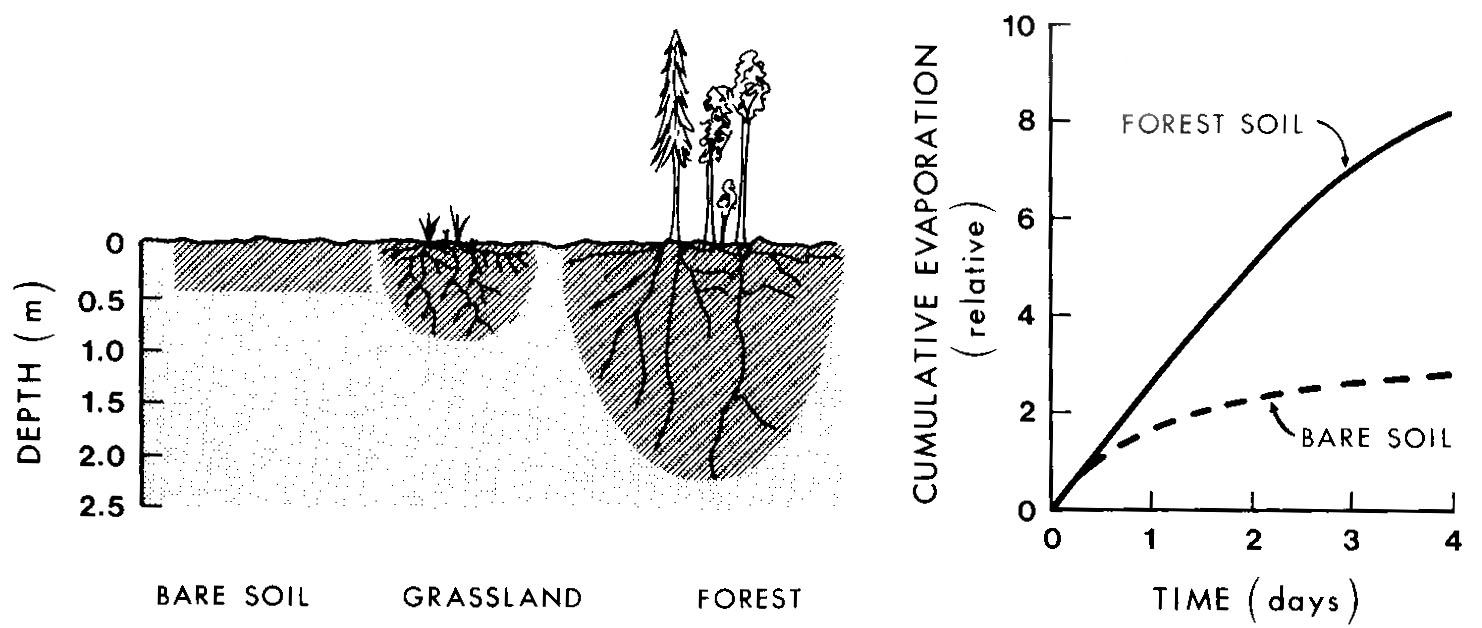 DEPTH (m)
0
0.5
1.0
1.5
2.0
2.5
BARE SOIL
GRASSLAND
FOREST
CUMULATIVE EVAPORATION
(relative)
10
8
6
4
2
0
FOREST SOIL
BARE SOIL
0 1 2 3 4
TIME (days)